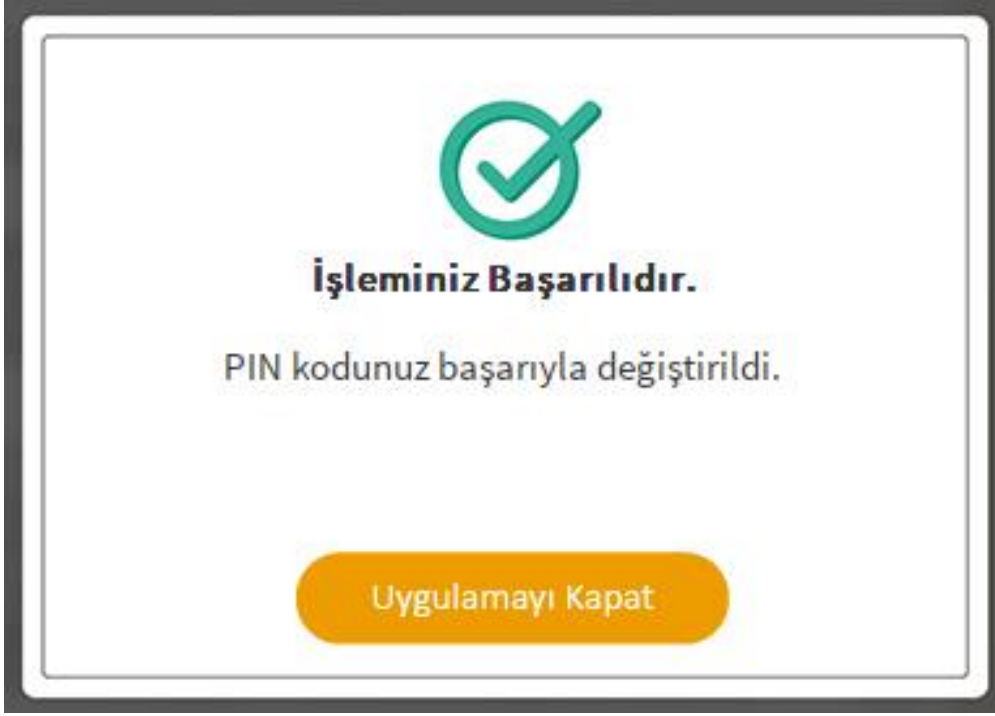 İşleminiz Başarılıdır.
PIN kodunuz başarıyla değiştirildi.
Uygulamayı Kapat